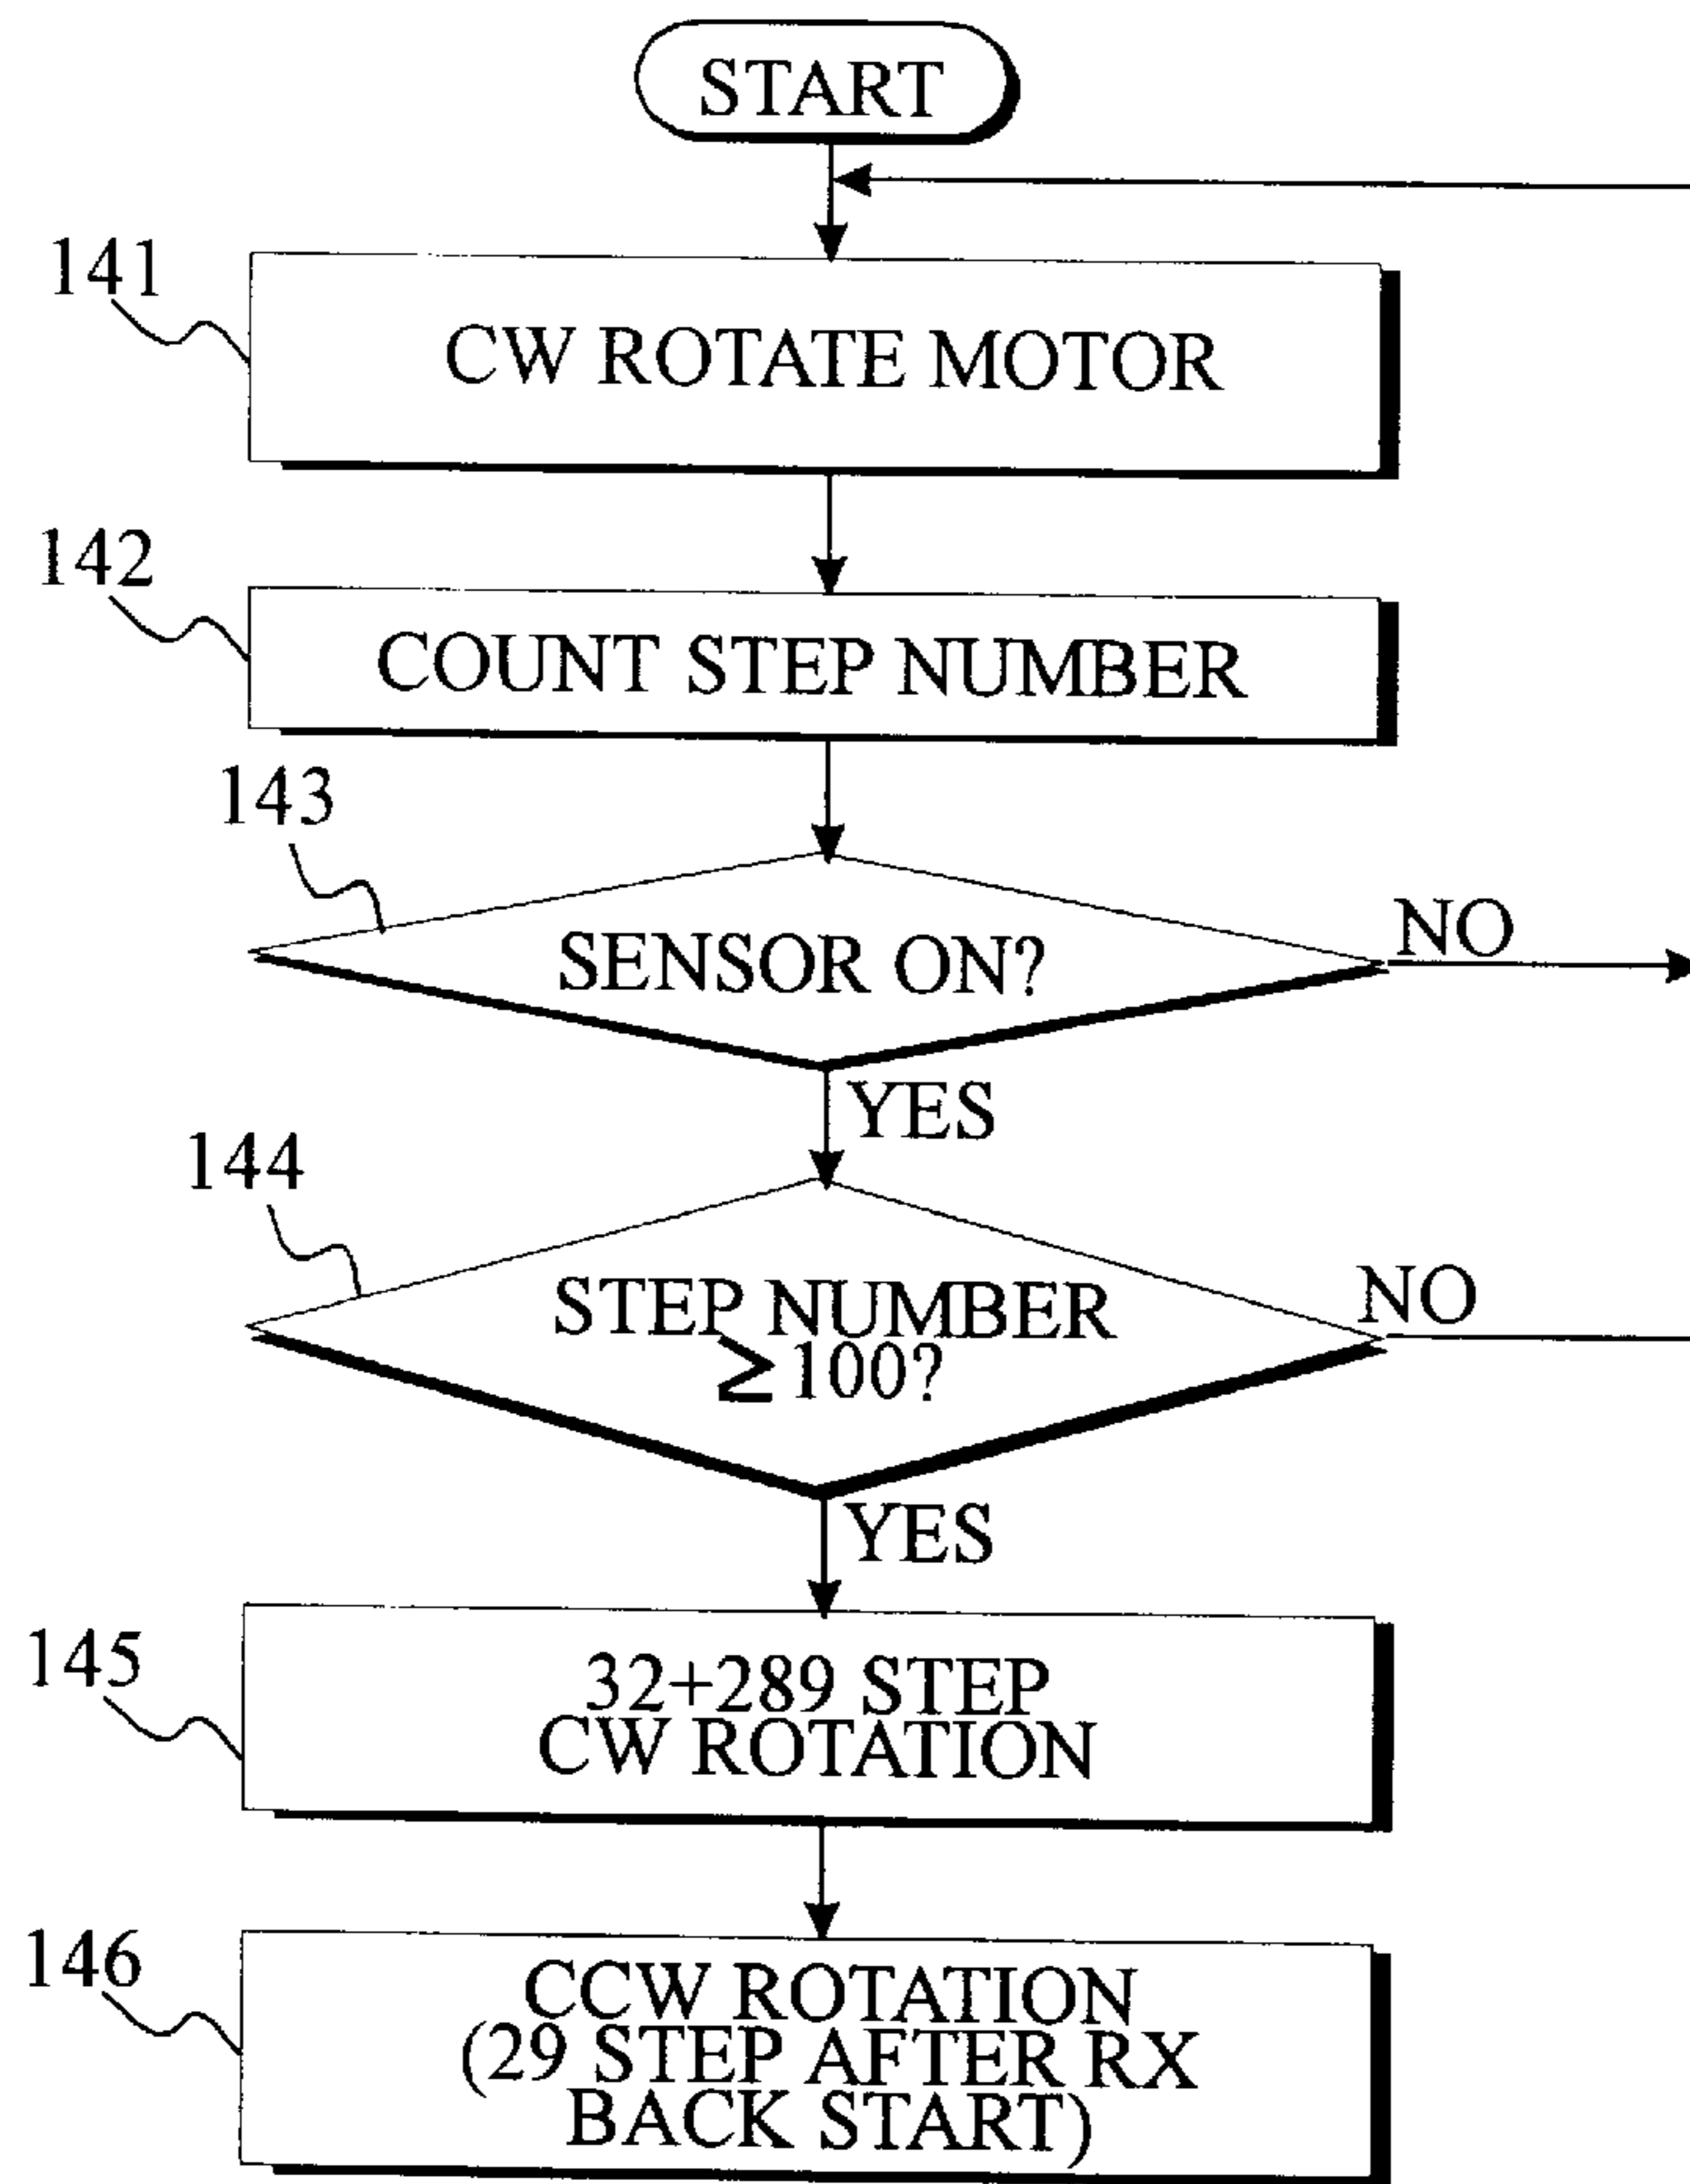 START
141
CW ROTATE MOTOR
142
COUNT STEP NUMBER
143
SENSOR ON?
NO
YES
144
STEP NUMBER
≥100?
NO
YES
145
32+289 STEP
CW ROTATION
146
CCW ROTATION
(29 STEP AFTER RX
BACK START)